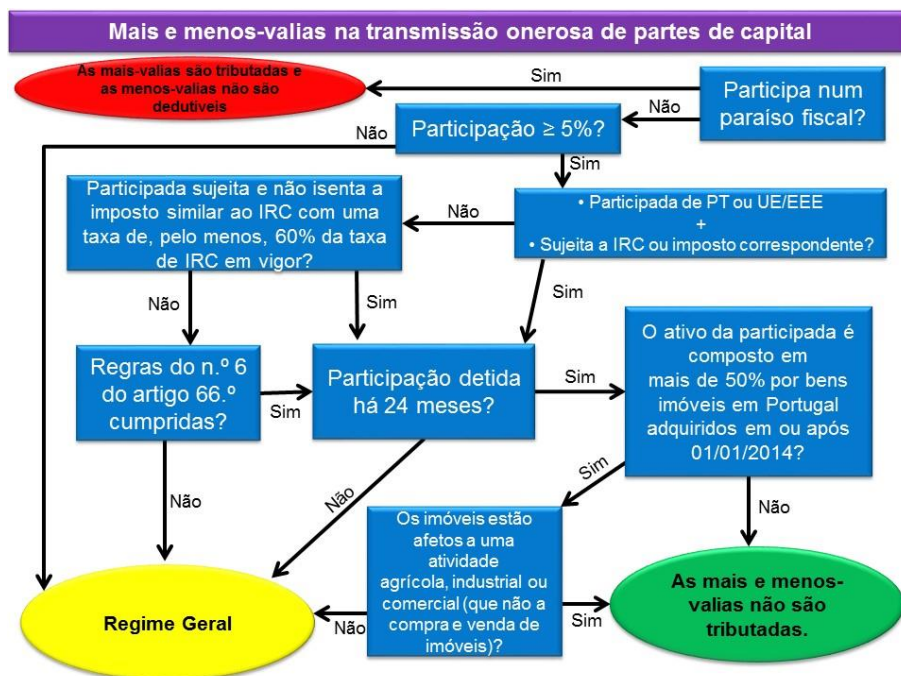 Mais e menos-valias na transmissão onerosa de partes de capital
As mais-valias são tributadas e
as menos-valias não são
dedutíveis
Sim
Participa num
paraíso fiscal?
Não
Participação ≥ 5%?
Não
Sim
Participada sujeita e não isenta a
imposto similar ao IRC com uma
taxa de, pelo menos, 60% da taxa
de IRC em vigor?
Não
• Participada de PT ou UE/EEE
+
• Sujeita a IRC ou imposto correspondente?
Não
Sim
Sim
Regras do n.º 6
do artigo 66.º
cumpridas?
Sim
Participação detida
há 24 meses?
Sim
O ativo da participada é
composto em
mais de 50% por bens
imóveis em Portugal
adquiridos em ou após
01/01/2014?
Não
Não
Sim
Não
Os imóveis estão
afetos a uma
atividade
agrícola, industrial ou
comercial (que não a
compra e venda de
imóveis)?
Não
Sim
Regime Geral
As mais e menos-
valias não são
tributadas.